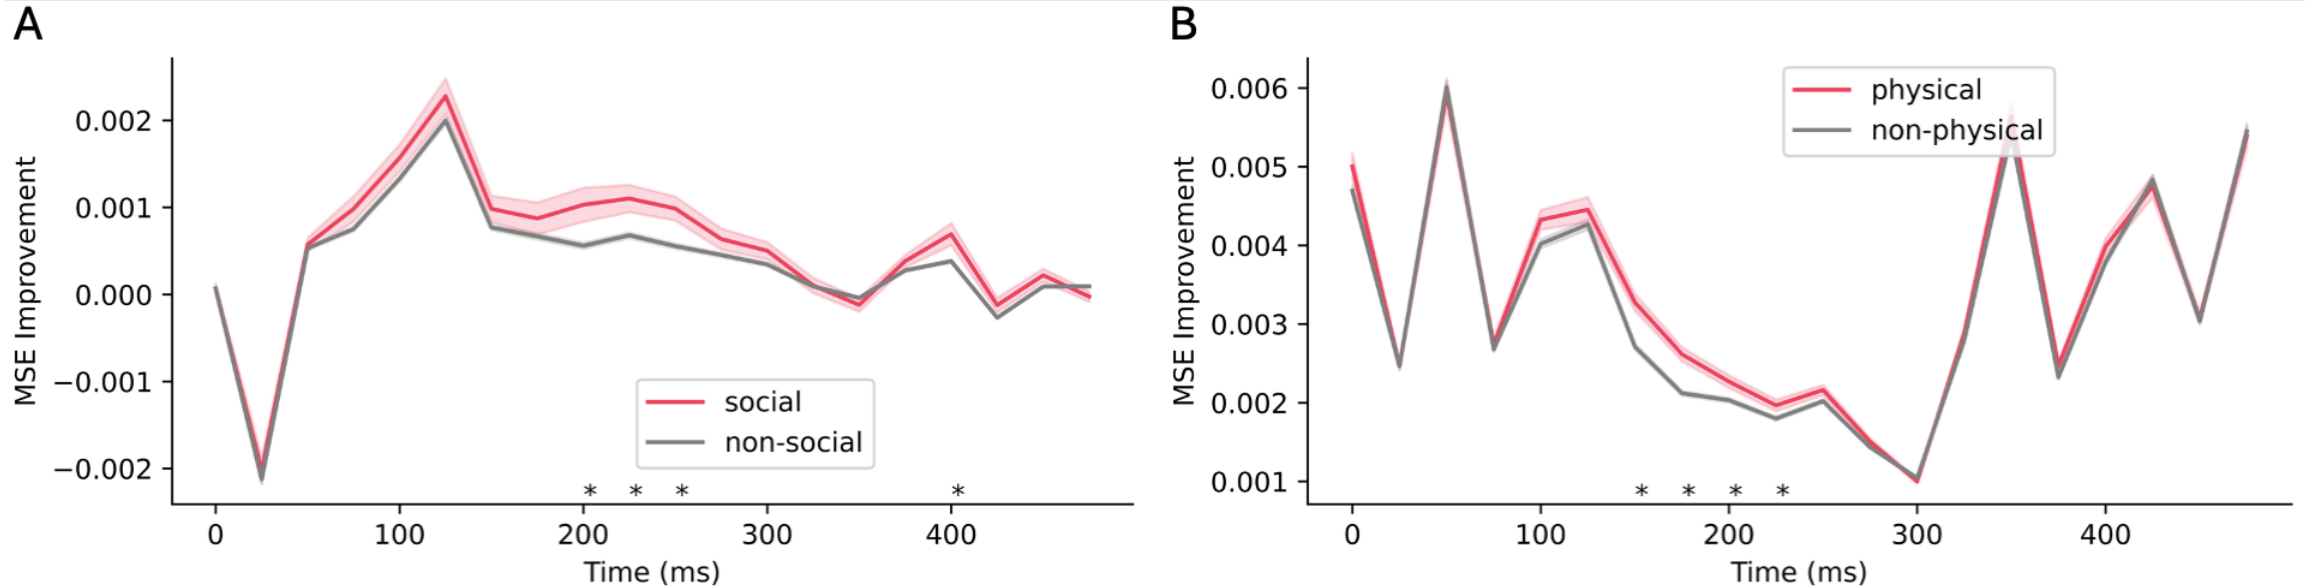 A
MSE Improvement
0.002
0.001
0.000
−0.001
−0.002
social
non-social
* * * *
0 100 200 300 400
Time (ms)
B
MSE Improvement
0.006
0.005
0.004
0.003
0.002
0.001
physical
non-physical
* * * *
0 100 200 300 400
Time (ms)